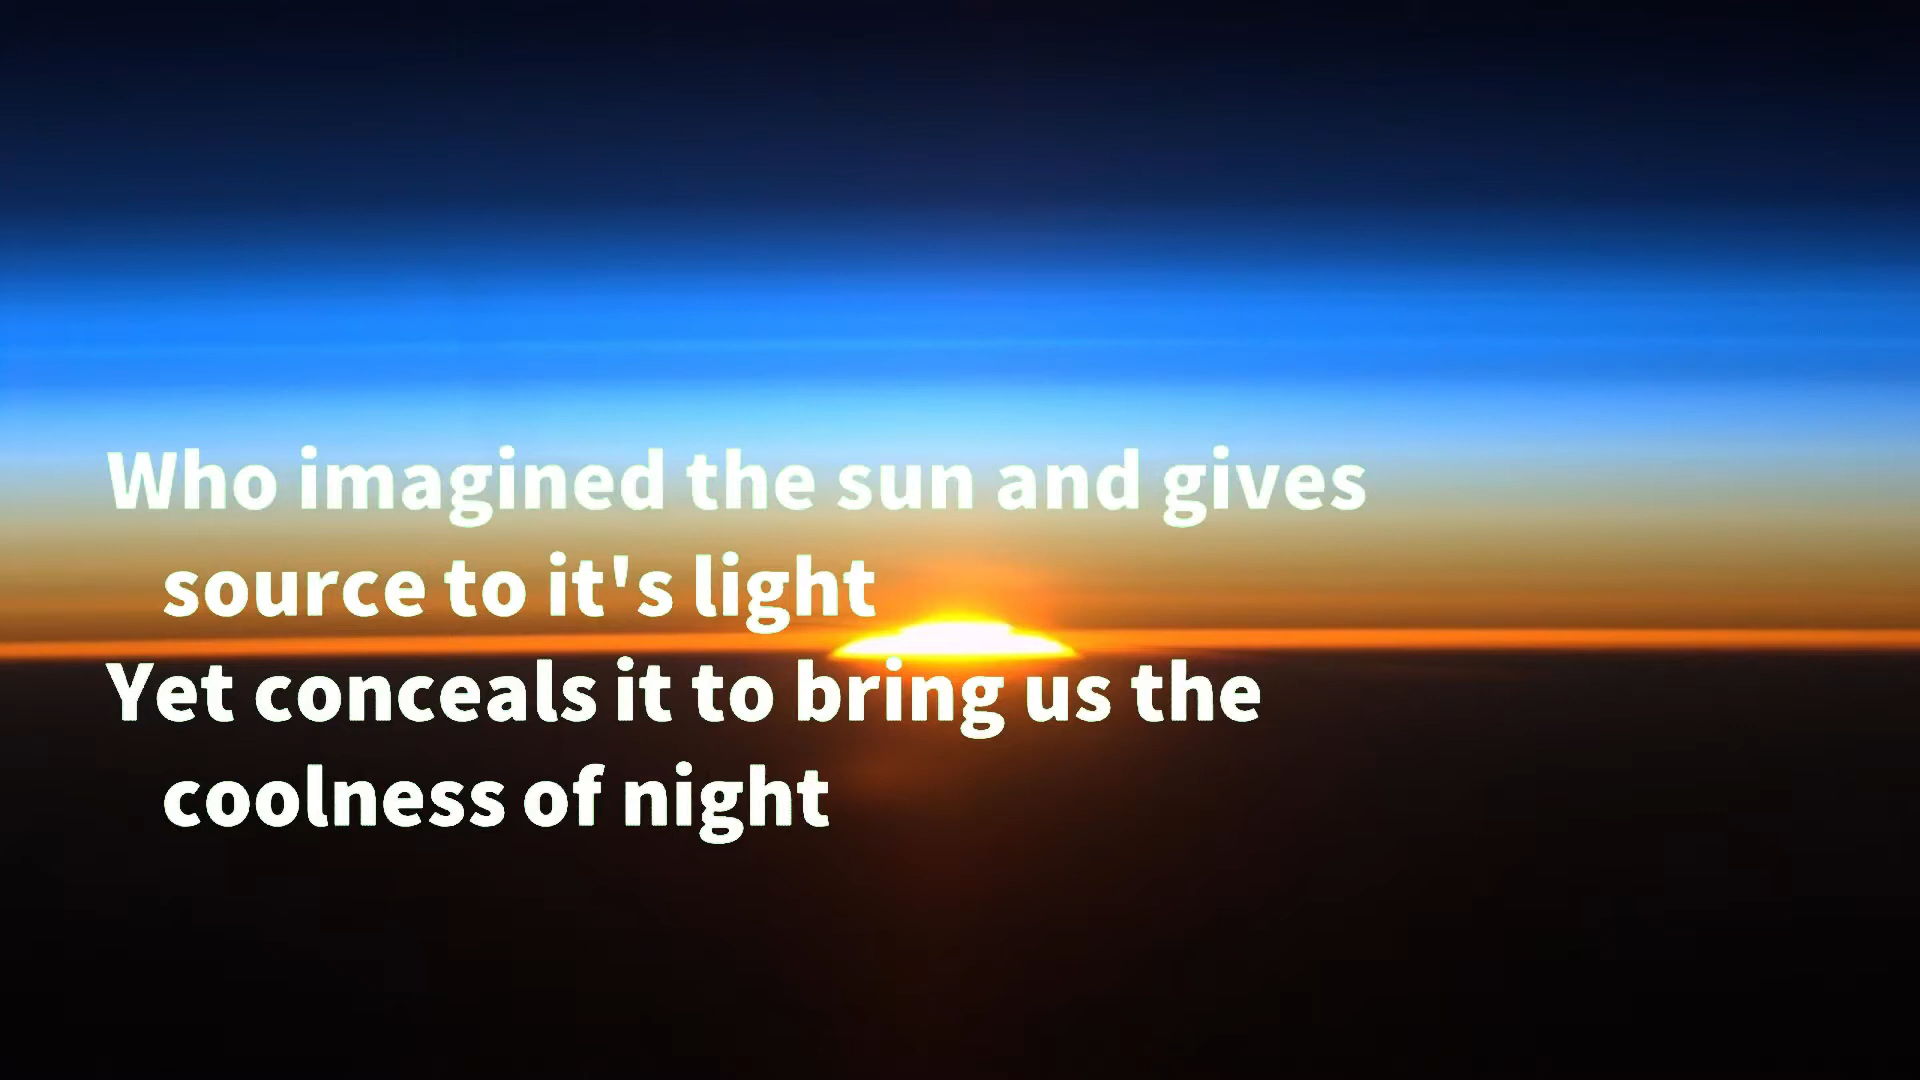 Who imagined the sun and gives
source to it's light
Yet conceals it to bring us the
coolness of night